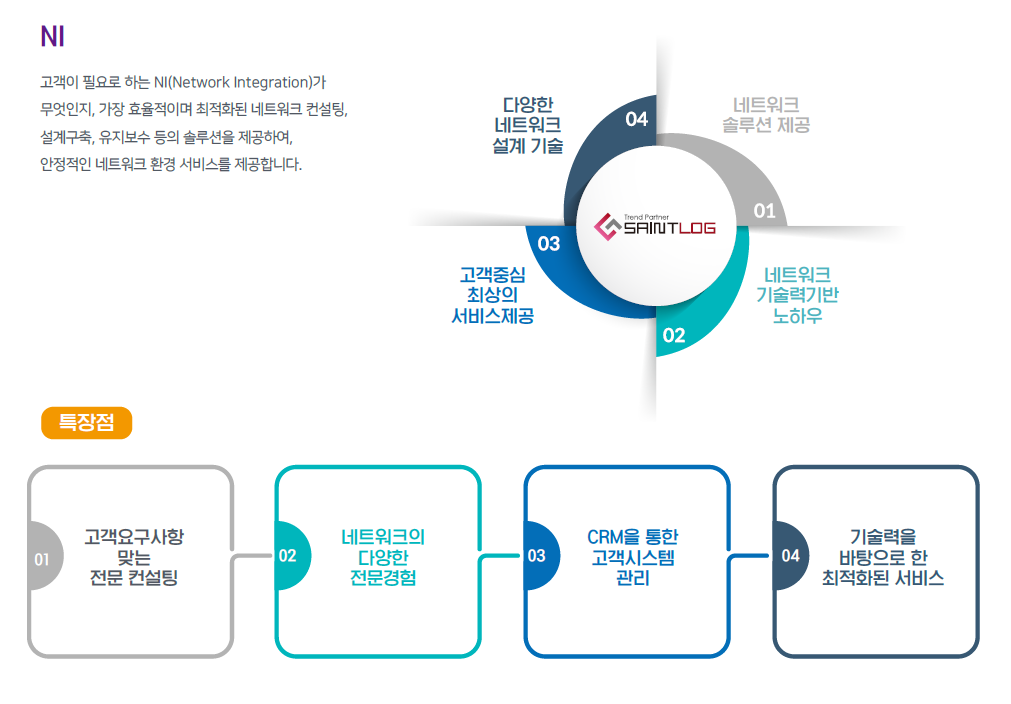 NI
고객이 필요로 하는 NI(Network Integration)가
무엇인지, 가장 효율적이며 최적화된 네트워크 컨설팅,
설계구축, 유지보수 등의 솔루션을 제공하여,
안정적인 네트워크 환경 서비스를 제공합니다.
다양한
네트워크
설계 기술
04
네트워크
솔루션 제공
01
Trend Partner
SAINTLOG
03
고객중심
최상의
서비스제공
네트워크
기술력기반
노하우
02
특장점
01
고객요구사항
맞는
전문 컨설팅
02
네트워크의
다양한
전문경험
03
CRM을 통한
고객시스템
관리
04
기술력을
바탕으로 한
최적화된 서비스